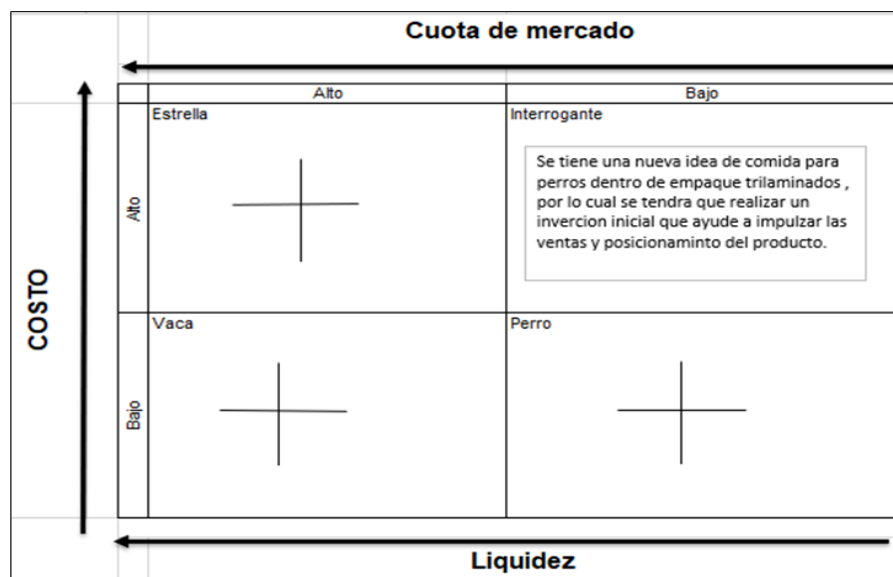 Cuota de mercado
Alto
Bajo
Estrella
Interrogante
Alto
Se tiene una nueva idea de comida para
perros dentro de empaque trilaminados ,
por lo cual se tendra que realizar un
invercion inicial que ayude a impulzar las
ventas y posicionaminto del producto.
COSTO
Vaca
Perro
Bajo
Liquidez